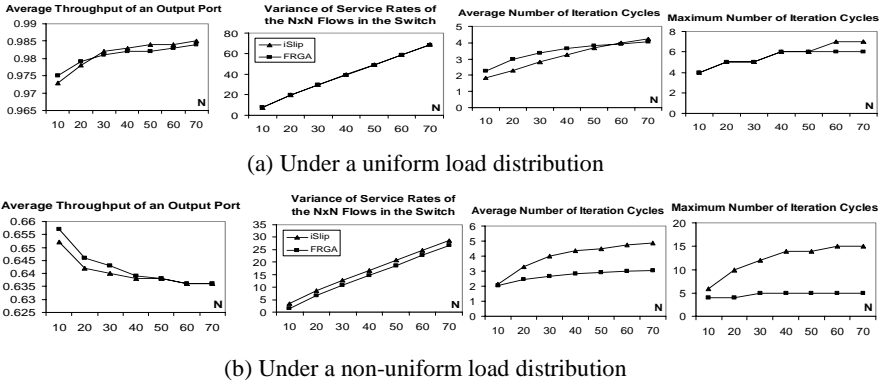 Average Throughput of an Output Port
0.99
0.985
0.98
0.975
0.97
0.965
N
10 20 30 40 50 60 70
Variance of Service Rates of
the NxN Flows in the Switch
80
60
40
20
0
iSlip
FRGA
N
10 20 30 40 50 60 70
Average Number of Iteration Cycles
5
4
3
2
1
0
N
10 20 30 40 50 60 70
Maximum Number of Iteration Cycles
8
6
4
2
0
N
10 20 30 40 50 60 70
(a) Under a uniform load distribution
Average Throughput of an Output Port
0.66
0.655
0.65
0.645
0.64
0.635
0.63
0.625
N
10 20 30 40 50 60 70
Variance of Service Rates of
the NxN Flows in the Switch
35
30
25
20
15
10
5
0
iSlip
FRGA
N
10 20 30 40 50 60 70
Average Number of Iteration Cycles
6
5
4
3
2
1
0
N
10 20 30 40 50 60 70
Maximum Number of Iteration Cycles
20
15
10
5
0
N
10 20 30 40 50 60 70
(b) Under a non-uniform load distribution